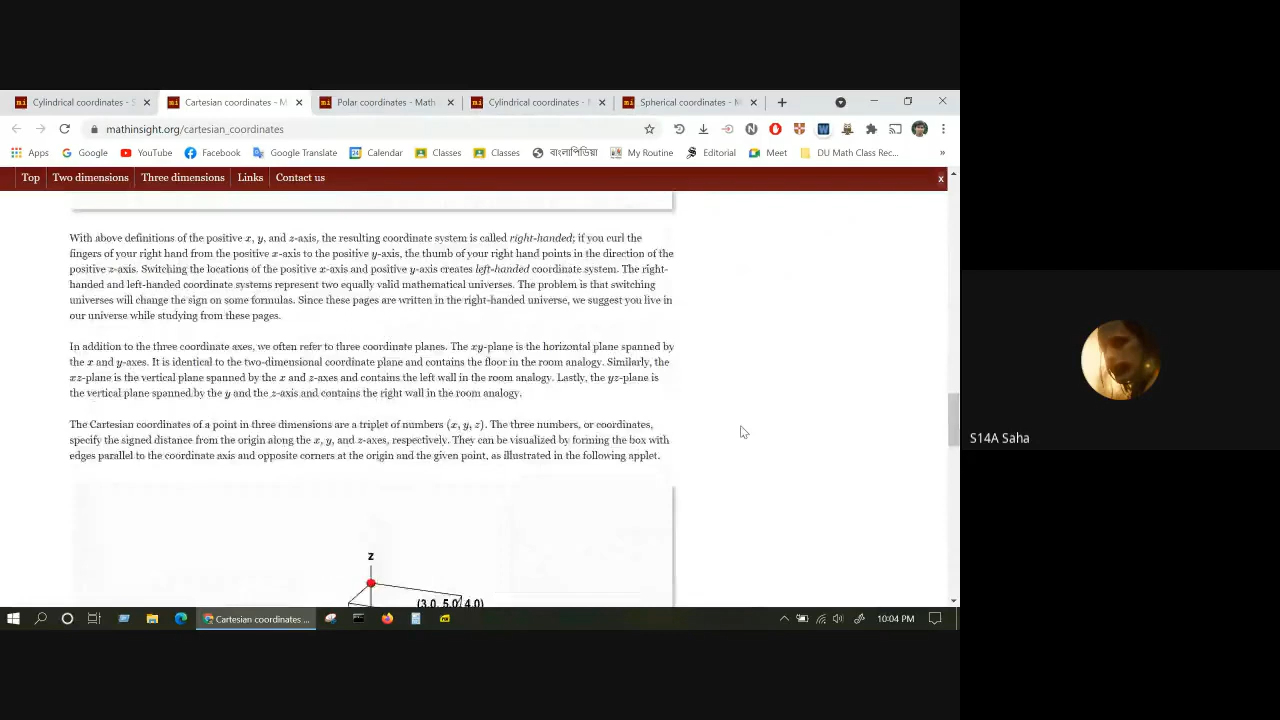 Cylindrical coordinates - S
Cartesian coordinates - M
Polar coordinates - Math
Cylindrical coordinates -
Spherical coordinates - M
mathinsight.org/cartesian_coordinates
Apps Google YouTube Facebook Google Translate Calendar Classes Classes বাংলাপিডিয়া My Routine Editorial Meet DU Math Class Rec...
Top Two dimensions Three dimensions Links Contact us x
With above definitions of the positive x, y, and z-axis, the resulting coordinate system is called right-handed; if you curl the
fingers of your right hand from the positive x-axis to the positive y-axis, the thumb of your right hand points in the direction of the
positive z-axis. Switching the locations of the positive x-axis and positive y-axis creates left-handed coordinate system. The right-
handed and left-handed coordinate systems represent two equally valid mathematical universes. The problem is that switching
universes will change the sign on some formulas. Since these pages are written in the right-handed universe, we suggest you live in
our universe while studying from these pages.
In addition to the three coordinate axes, we often refer to three coordinate planes. The xy-plane is the horizontal plane spanned by
the x and y-axes. It is identical to the two-dimensional coordinate plane and contains the floor in the room analogy. Similarly, the
xz-plane is the vertical plane spanned by the x and z-axes and contains the left wall in the room analogy. Lastly, the yz-plane is
the vertical plane spanned by the y and the z-axis and contains the right wall in the room analogy.
The Cartesian coordinates of a point in three dimensions are a triplet of numbers (x, y, z). The three numbers, or coordinates,
specify the signed distance from the origin along the x, y, and z-axes, respectively. They can be visualized by forming the box with
edges parallel to the coordinate axis and opposite corners at the origin and the given point, as illustrated in the following applet.
z
(3.0, 5.0, 4.0)
Cartesian coordinates ...
10:04 PM
S14A Saha